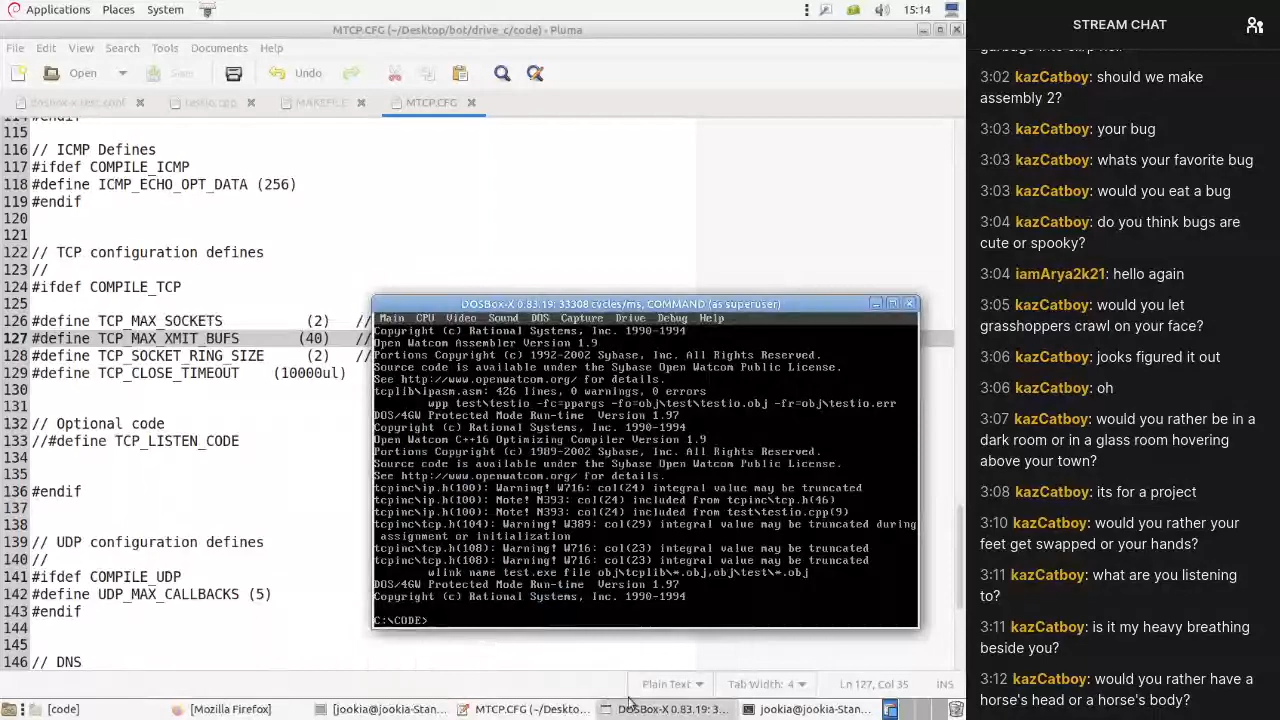 Applications Places System 15:14
MTCP.CFG (~/Desktop/bot/drive_c/code) - Pluma
File Edit View Search Tools Documents Help
Open Save Undo
testio.cpp MAKEFILE MTCP.CFG
114 #endif
115
116 // ICMP Defines
117 #ifdef COMPILE_ICMP
118 #define ICMP_ECHO_OPT_DATA (256)
119 #endif
120
121
122 // TCP configuration defines
123 //
124 #ifdef COMPILE_TCP
125
126 #define TCP_MAX_SOCKETS (2) //
127 #define TCP_MAX_XMIT_BUFS (40) //
128 #define TCP_SOCKET_RING_SIZE (2) //
129 #define TCP_CLOSE_TIMEOUT (10000ul)
130
131
132 // Optional code
133 //#define TCP_LISTEN_CODE
134
135
136 #endif
137
138
139 // UDP configuration defines
140 //
141 #ifdef COMPILE_UDP
142 #define UDP_MAX_CALLBACKS (5)
143 #endif
144
145
146 // DNS
DOSBox-X 0.83.19: 33308 cycles/ms, COMMAND (as superuser)
Main CPU Video Sound DOS Capture Drive Debug Help
Copyright (c) Rational Systems, Inc. 1990-1994
Open Watcom Assembler Version 1.9
Portions Copyright (c) 1992-2002 Sybase, Inc. All Rights Reserved.
Source code is available under the Sybase Open Watcom Public License.
See http://www.openwatcom.org/ for details.
tcplib\ipasm.asm: 426 lines, 0 warnings, 0 errors
wpp test\testio -fc=ppargs -fo=obj\test\testio.obj -fr=obj\testio.err
DOS/4GW Protected Mode Run-time Version 1.97
Copyright (c) Rational Systems, Inc. 1990-1994
Open Watcom C++16 Optimizing Compiler Version 1.9
Portions Copyright (c) 1989-2002 Sybase, Inc. All Rights Reserved.
Source code is available under the Sybase Open Watcom Public License.
See http://www.openwatcom.org/ for details.
tcpinc\ip.h(100): Warning! W716: col(24) integral value may be truncated
tcpinc\ip.h(100): Note! N393: col(24) included from tcpinc\tcp.h(46)
tcpinc\ip.h(100): Note! N393: col(24) included from test\testio.cpp(9)
tcpinc\tcp.h(104): Warning! W389: col(29) integral value may be truncated during
assignment or initialization
tcpinc\tcp.h(108): Warning! W716: col(23) integral value may be truncated
tcpinc\tcp.h(108): Warning! W716: col(23) integral value may be truncated
wlink name test.exe file obj\tcplib\*.obj,obj\test\*.obj
DOS/4GW Protected Mode Run-time Version 1.97
Copyright (c) Rational Systems, Inc. 1990-1994
C:\CODE>
Plain Text Tab Width: 4 Ln 127, Col 35 INS
[code] [Mozilla Firefox] [jookia@jookia-Stan... MTCP.CFG (~/Deskto... DOSBox-X 0.83.19: 3... jookia@jookia-Stan...
STREAM CHAT
3:02 kazCatboy: should we make
assembly 2?
3:03 kazCatboy: your bug
3:03 kazCatboy: whats your favorite bug
3:03 kazCatboy: would you eat a bug
3:04 kazCatboy: do you think bugs are
cute or spooky?
3:04 iamArya2k21: hello again
3:05 kazCatboy: would you let
grasshoppers crawl on your face?
3:06 kazCatboy: jooks figured it out
3:06 kazCatboy: oh
3:07 kazCatboy: would you rather be in a
dark room or in a glass room hovering
above your town?
3:08 kazCatboy: its for a project
3:10 kazCatboy: would you rather your
feet get swapped or your hands?
3:11 kazCatboy: what are you listening
to?
3:11 kazCatboy: is it my heavy breathing
beside you?
3:12 kazCatboy: would you rather have a
horse's head or a horse's body?